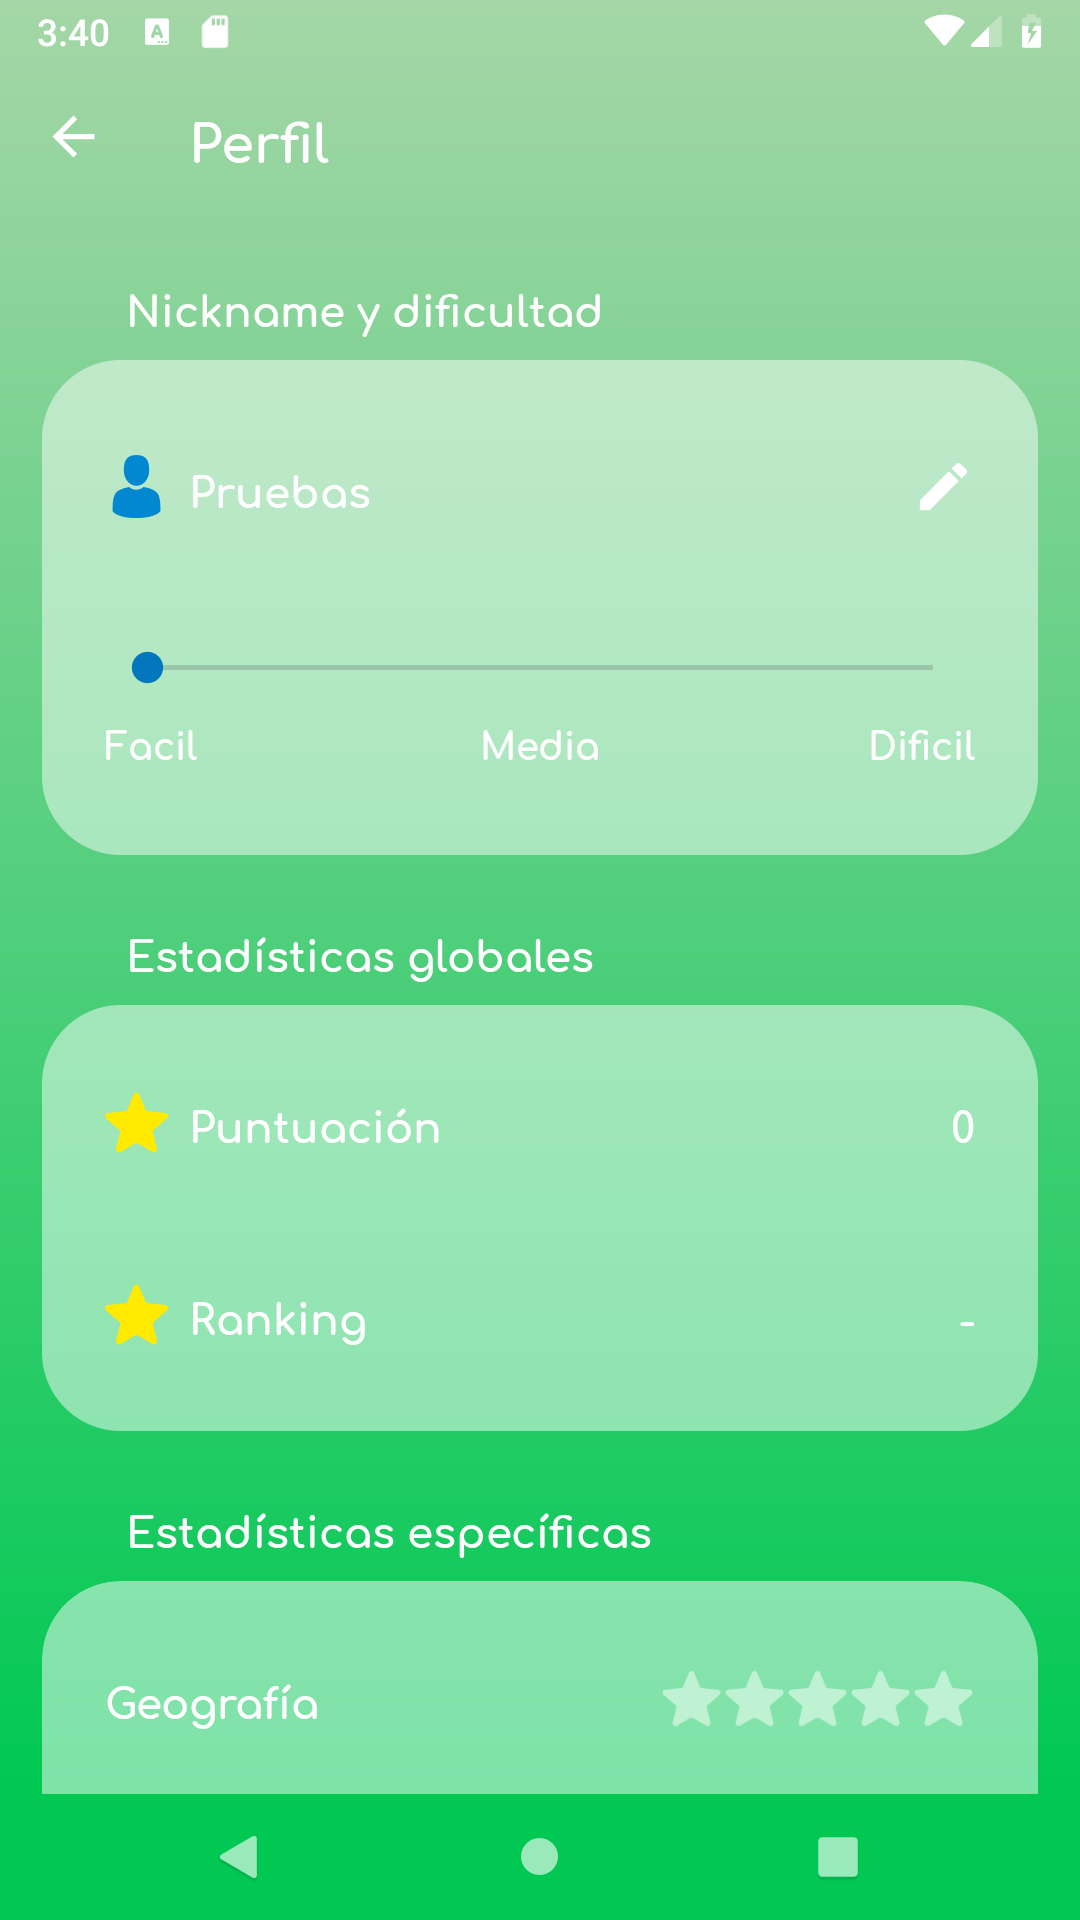 3:40
Perfil
Nickname y dificultad
Pruebas
Facil Media Dificil
Estadísticas globales
Puntuación 0
Ranking -
Estadísticas específicas
Geografía